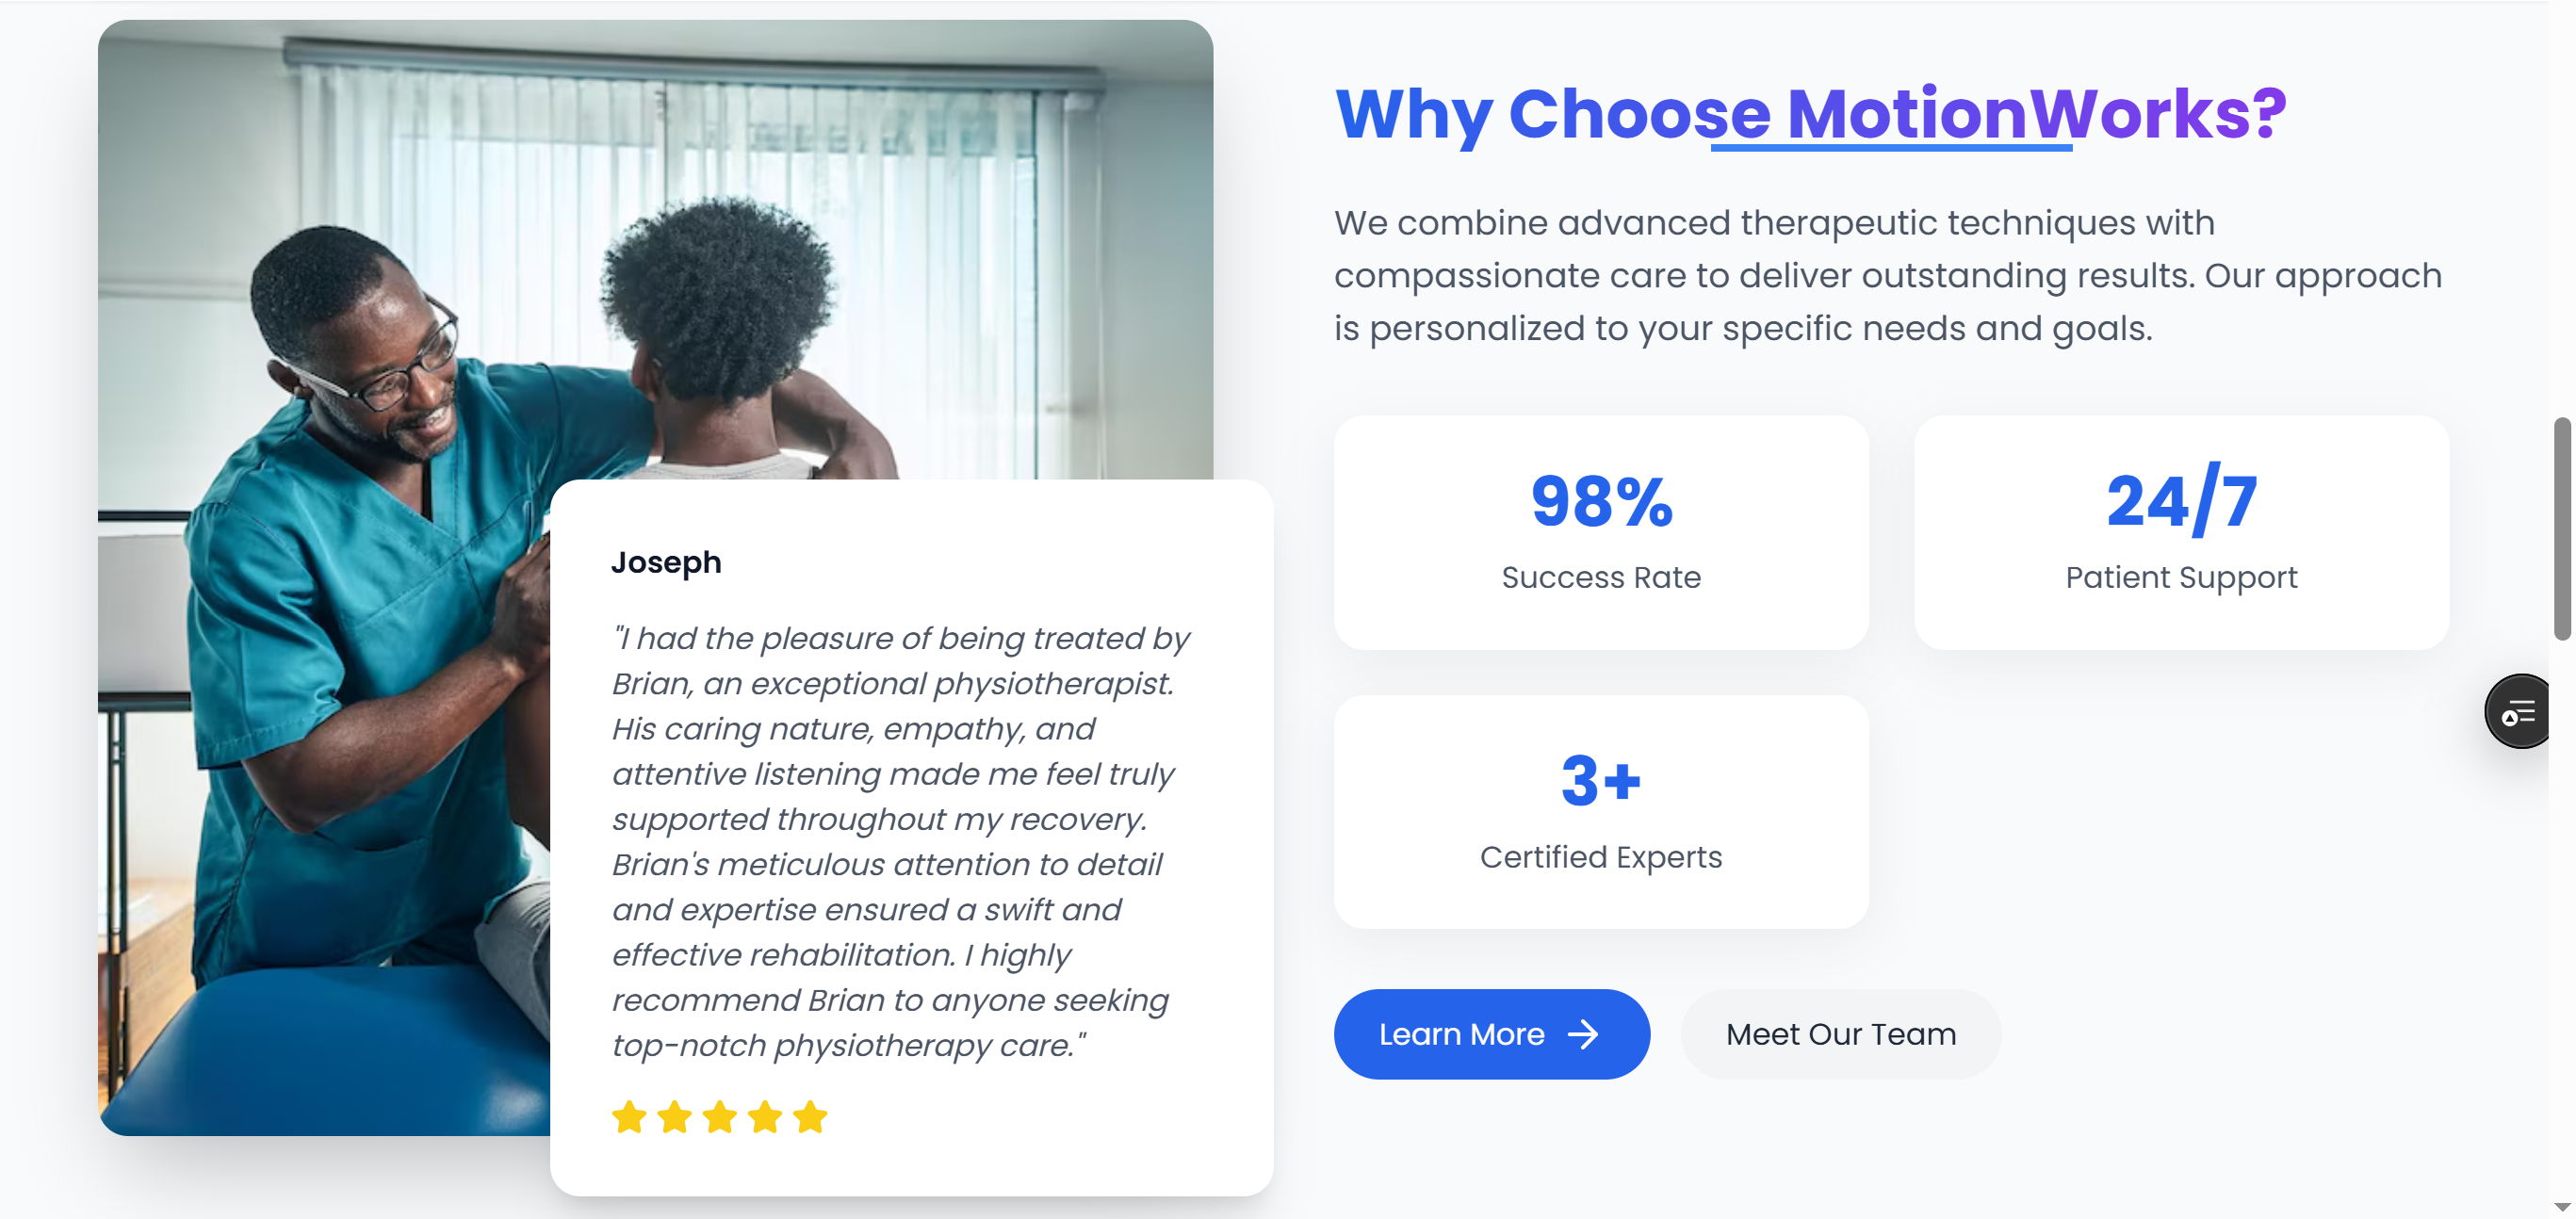 Why Choose MotionWorks?
We combine advanced therapeutic techniques with
compassionate care to deliver outstanding results. Our approach
is personalized to your specific needs and goals.
98%
Success Rate
24/7
Patient Support
3+
Certified Experts
Learn More
Meet Our Team
Joseph
"I had the pleasure of being treated by
Brian, an exceptional physiotherapist.
His caring nature, empathy, and
attentive listening made me feel truly
supported throughout my recovery.
Brian's meticulous attention to detail
and expertise ensured a swift and
effective rehabilitation. I highly
recommend Brian to anyone seeking
top-notch physiotherapy care."